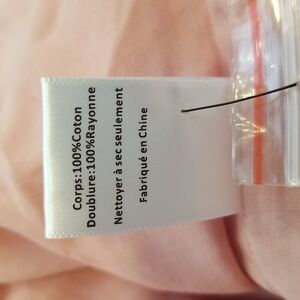 Corps:100%Coton
Doublure:100%Rayonne
Nettoyer à sec seulement
Fabriqué en Chine